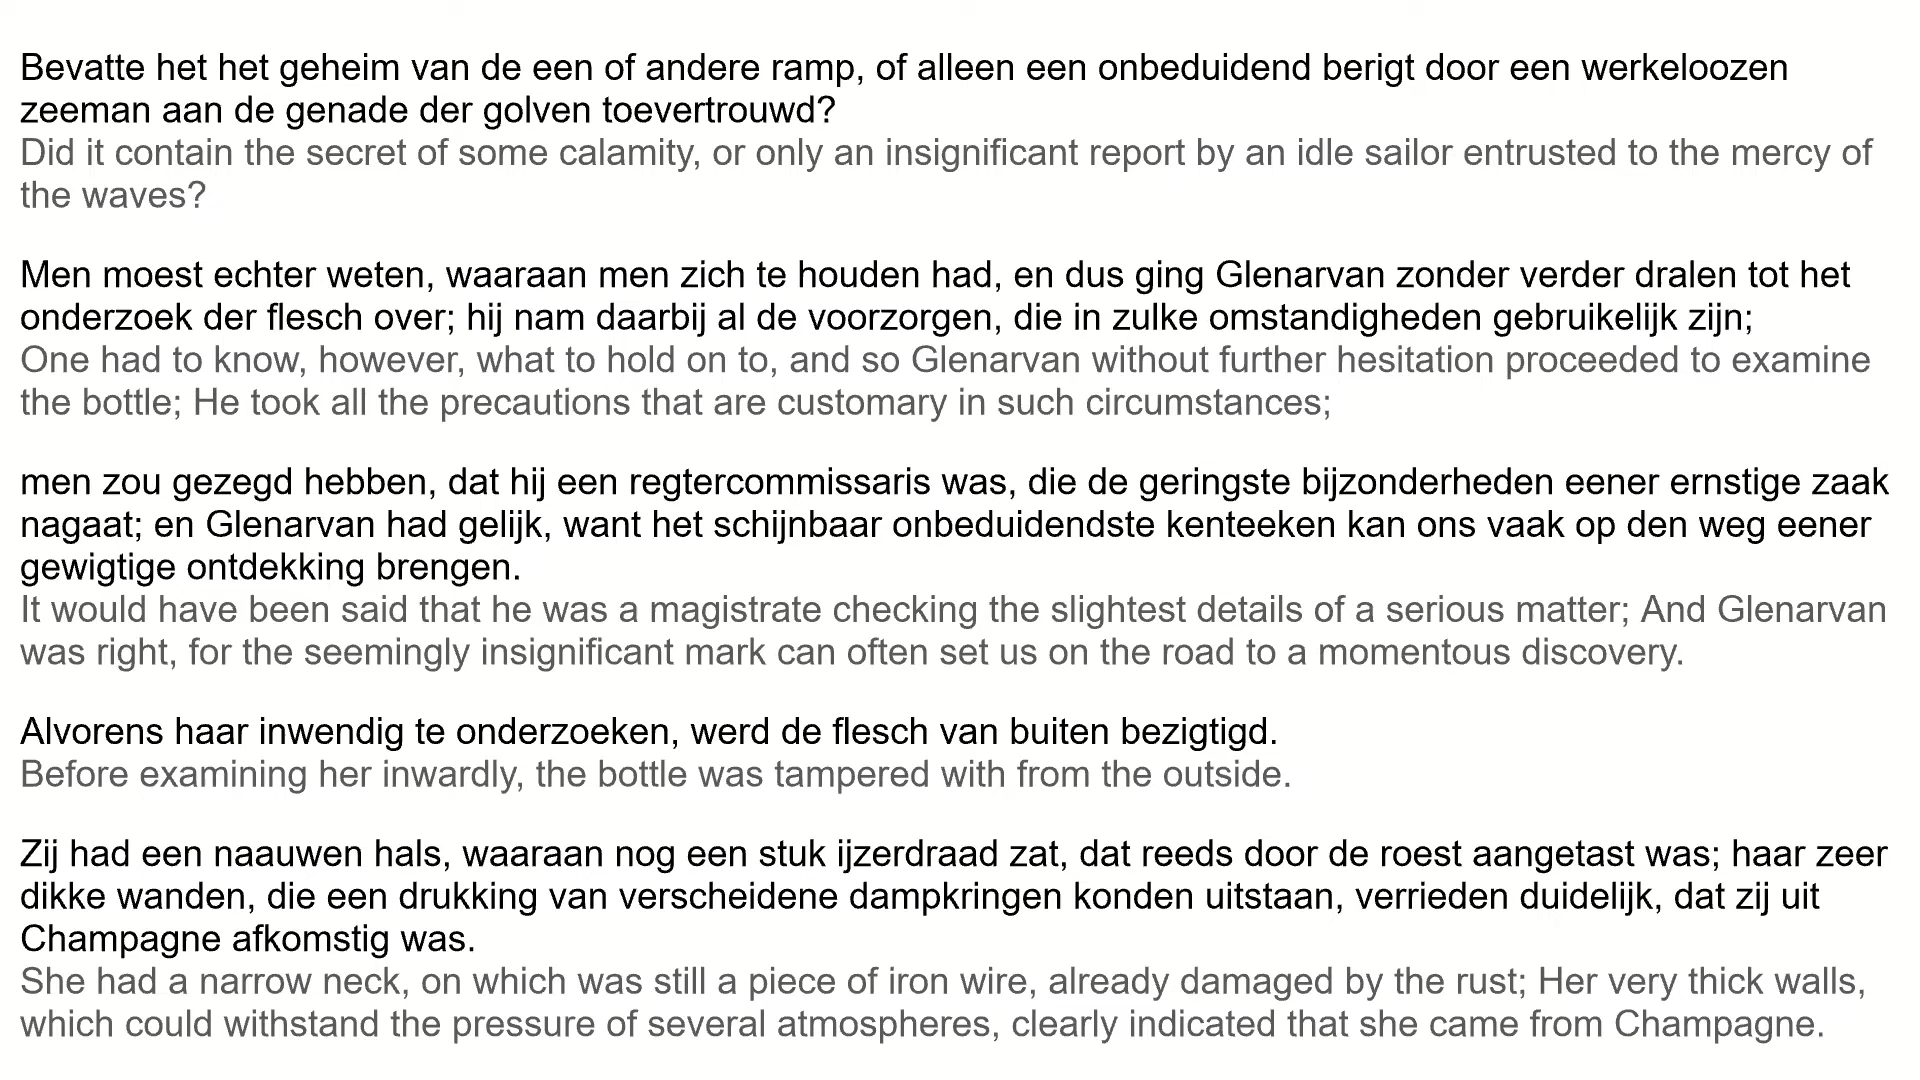 Bevatte het het geheim van de een of andere ramp, of alleen een onbeduidend berigt door een werkeloozen
zeeman aan de genade der golven toevertrouwd?
Did it contain the secret of some calamity, or only an insignificant report by an idle sailor entrusted to the mercy of
the waves?
Men moest echter weten, waaraan men zich te houden had, en dus ging Glenarvan zonder verder dralen tot het
onderzoek der flesch over; hij nam daarbij al de voorzorgen, die in zulke omstandigheden gebruikelijk zijn;
One had to know, however, what to hold on to, and so Glenarvan without further hesitation proceeded to examine
the bottle; He took all the precautions that are customary in such circumstances;
men zou gezegd hebben, dat hij een regtercommissaris was, die de geringste bijzonderheden eener ernstige zaak
nagaat; en Glenarvan had gelijk, want het schijnbaar onbeduidendste kenteeken kan ons vaak op den weg eener
gewigtige ontdekking brengen.
It would have been said that he was a magistrate checking the slightest details of a serious matter; And Glenarvan
was right, for the seemingly insignificant mark can often set us on the road to a momentous discovery.
Alvorens haar inwendig te onderzoeken, werd de flesch van buiten bezigtigd.
Before examining her inwardly, the bottle was tampered with from the outside.
Zij had een naauwen hals, waaraan nog een stuk ijzerdraad zat, dat reeds door de roest aangetast was; haar zeer
dikke wanden, die een drukking van verscheidene dampkringen konden uitstaan, verrieden duidelijk, dat zij uit
Champagne afkomstig was.
She had a narrow neck, on which was still a piece of iron wire, already damaged by the rust; Her very thick walls,
which could withstand the pressure of several atmospheres, clearly indicated that she came from Champagne.